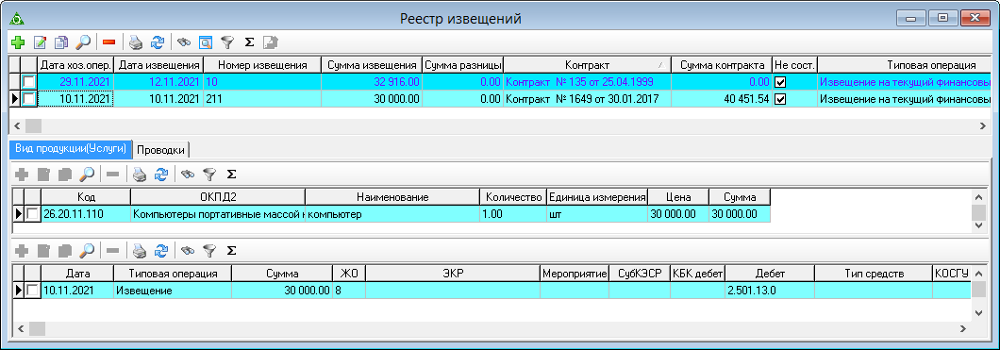 Реестр извещений
Дата хоз.опер. Дата извещения Номер извещения Сумма извещения Сумма разницы Контракт Сумма контракта Не сост. Типовая операция
29.11.2021 12.11.2021 10 32 916.00 0.00 Контракт № 135 от 25.04.1999 0.00 Извещение на текущий финансовы
10.11.2021 10.11.2021 211 30 000.00 0.00 Контракт № 1649 от 30.01.2017 40 451.54 Извещение на текущий финансовы
Вид продукции(Услуги) Проводки
Код ОКПД2 Наименование Количество Единица измерения Цена Сумма
26.20.11.110 Компьютеры портативные массой н компьютер 1.00 шт 30 000.00 30 000.00
Дата Типовая операция Сумма ЖО ЭКР Мероприятие СубКЭСР КБК дебет Дебет Тип средств КОСГУ
10.11.2021 Извещение 30 000.00 8 2.501.13.0